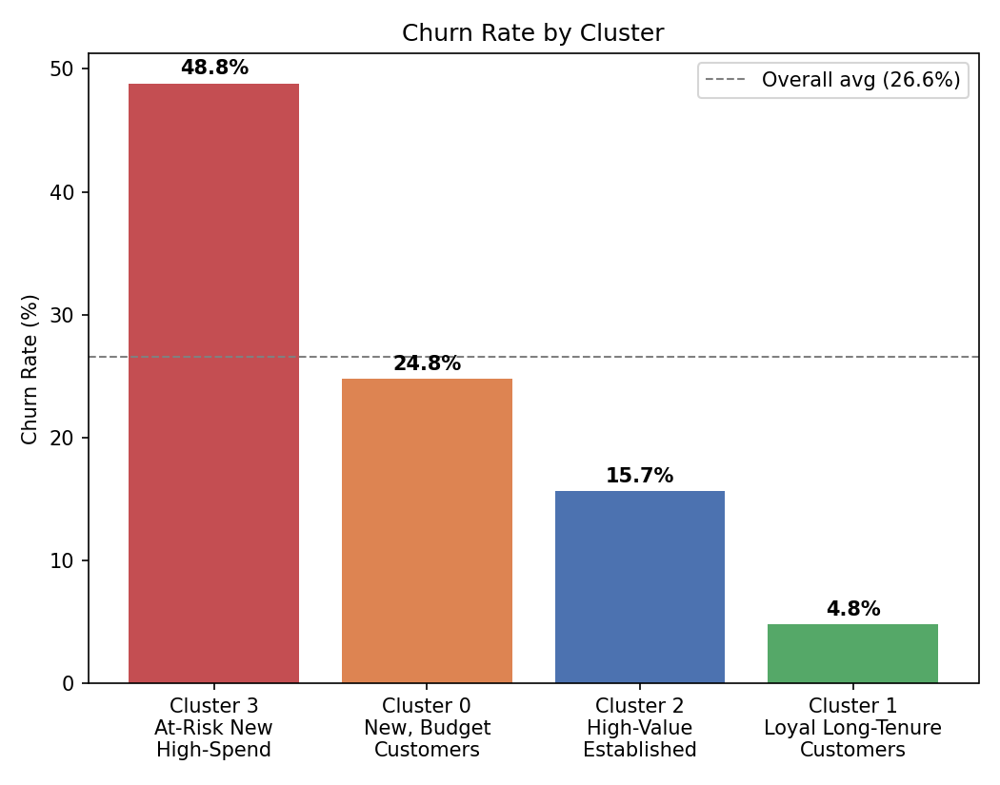 Churn Rate by Cluster
Overall avg (26.6%)
Churn Rate (%)
50
40
30
20
10
0
48.8%
24.8%
15.7%
4.8%
Cluster 3
At-Risk New
High-Spend
Cluster 0
New, Budget
Customers
Cluster 2
High-Value
Established
Cluster 1
Loyal Long-Tenure
Customers